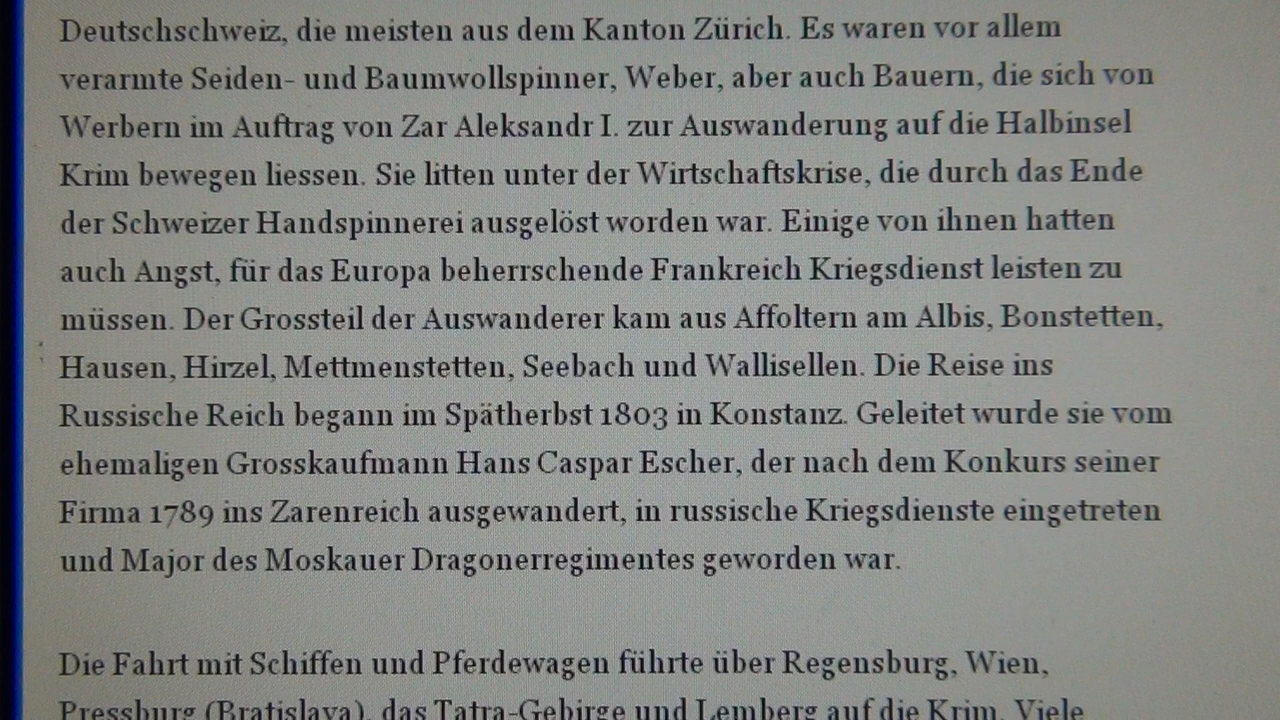 Deutschschweiz, die meisten aus dem Kanton Zürich. Es waren vor allem
verarmte Seiden- und Baumwollspinner, Weber, aber auch Bauern, die sich von
Werbern im Auftrag von Zar Aleksandr I. zur Auswanderung auf die Halbinsel
Krim bewegen liessen. Sie litten unter der Wirtschaftskrise, die durch das Ende
der Schweizer Handspinnerei ausgelöst worden war. Einige von ihnen hatten
auch Angst, für das Europa beherrschende Frankreich Kriegsdienst leisten zu
müssen. Der Grossteil der Auswanderer kam aus Affoltern am Albis, Bonstetten,
Hausen, Hirzel, Mettmenstetten, Seebach und Wallisellen. Die Reise ins
Russische Reich begann im Spätherbst 1803 in Konstanz. Geleitet wurde sie vom
ehemaligen Grosskaufmann Hans Caspar Escher, der nach dem Konkurs seiner
Firma 1789 ins Zarenreich ausgewandert, in russische Kriegsdienste eingetreten
und Major des Moskauer Dragonerregimentes geworden war.
Die Fahrt mit Schiffen und Pferdewagen führte über Regensburg, Wien,
Pressburg (Bratislava), das Tatra-Gebirge und Lemberg auf die Krim. Viele